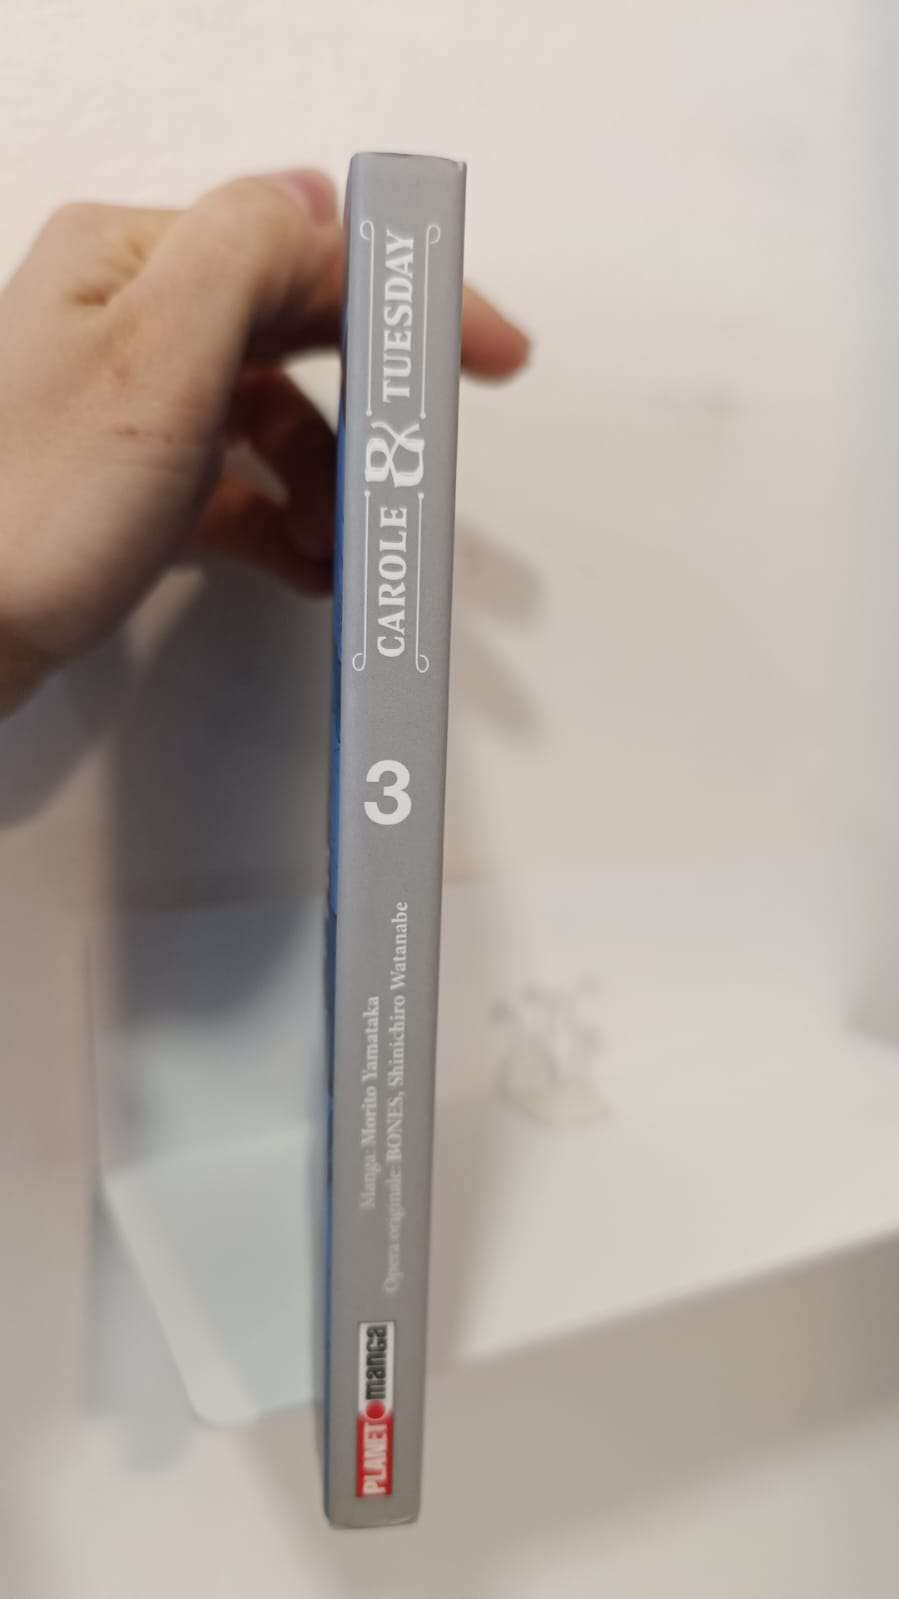 CAROLE & TUESDAY
3
Manga: Morito Yamataka
Opera originale: BONES, Shinichiro Watanabe
PLANET manga